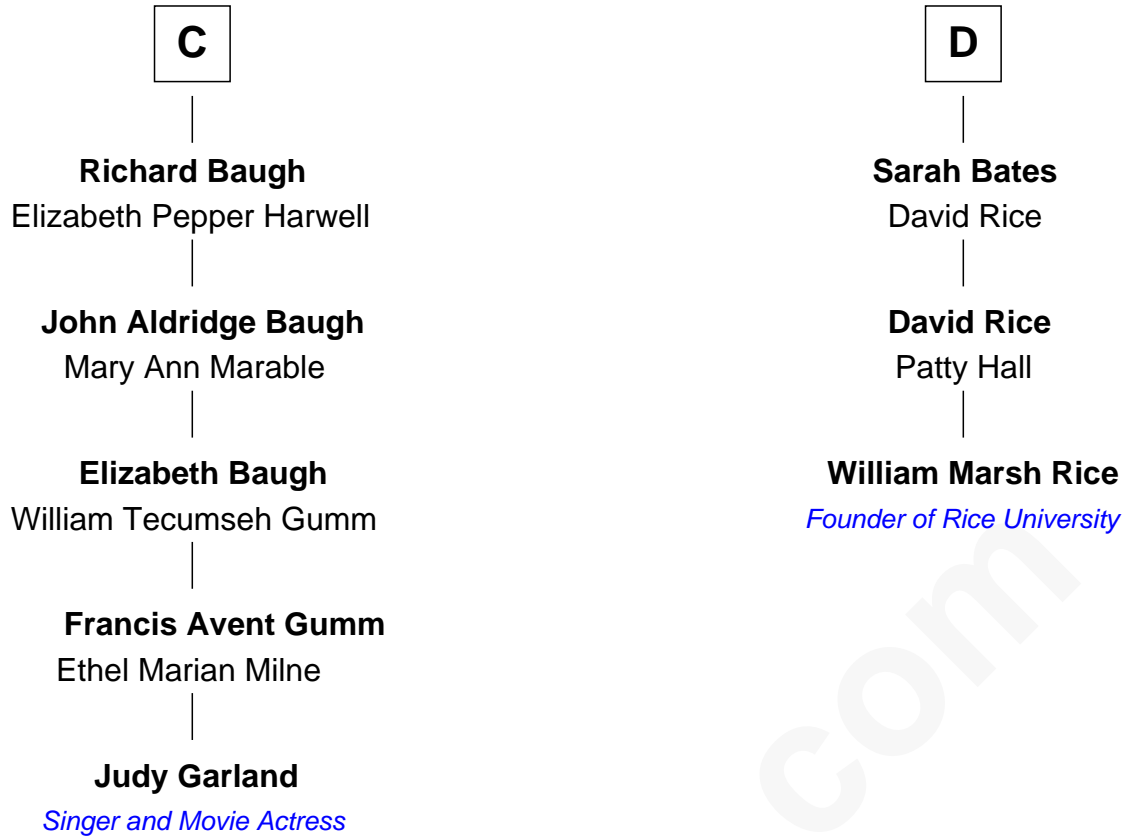 C
Richard Baugh
Elizabeth Pepper Harwell
John Aldridge Baugh
Mary Ann Marable
Elizabeth Baugh
William Tecumseh Gumm
Francis Avent Gumm
Ethel Marian Milne
Judy Garland
Singer and Movie Actress
D
Sarah Bates
David Rice
David Rice
Patty Hall
William Marsh Rice
Founder of Rice University
com